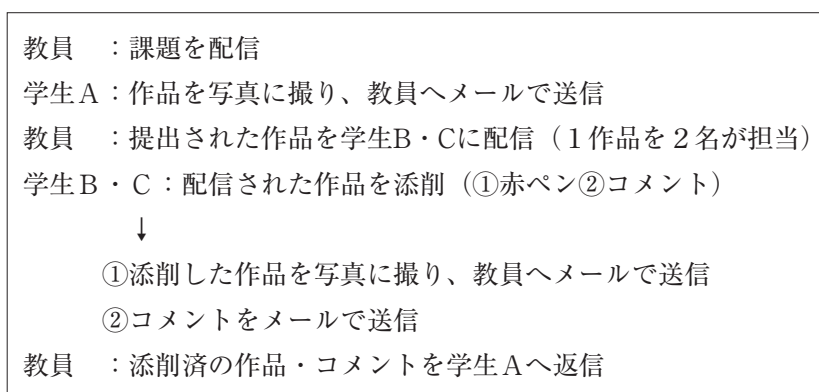 教員　：課題を配信
学生Ａ：作品を写真に撮り、教員へメールで送信
教員　：提出された作品を学生B・Cに配信（１作品を２名が担当）
学生Ｂ・Ｃ：配信された作品を添削（①赤ペン②コメント）
↓
①添削した作品を写真に撮り、教員へメールで送信
②コメントをメールで送信
教員　：添削済の作品・コメントを学生Ａへ返信